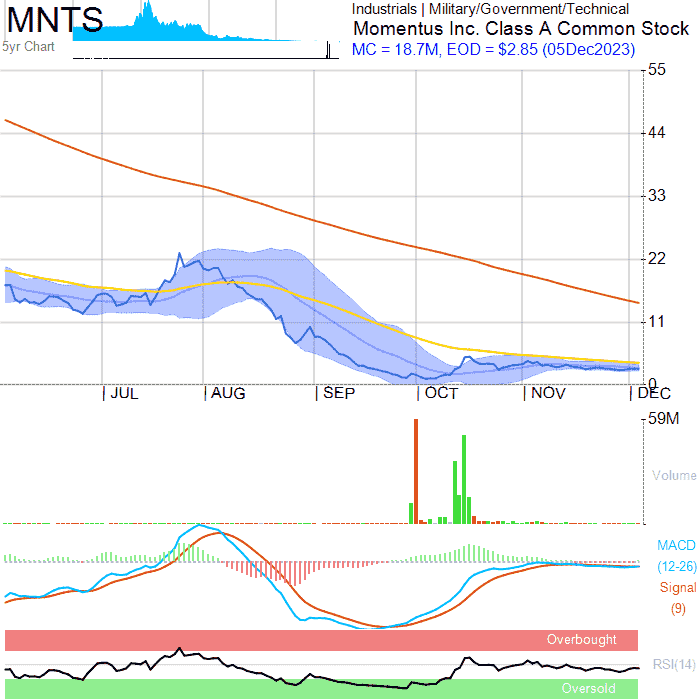 MNTS
5yr Chart
Industrials | Military/Government/Technical
Momentus Inc. Class A Common Stock
MC = 18.7M, EOD = $2.85 (05Dec2023)
55
44
33
22
11
0
JUL AUG SEP OCT NOV DEC
59M
Volume
MACD
(12-26)
Signal
(9)
Overbought
RSI(14)
Oversold